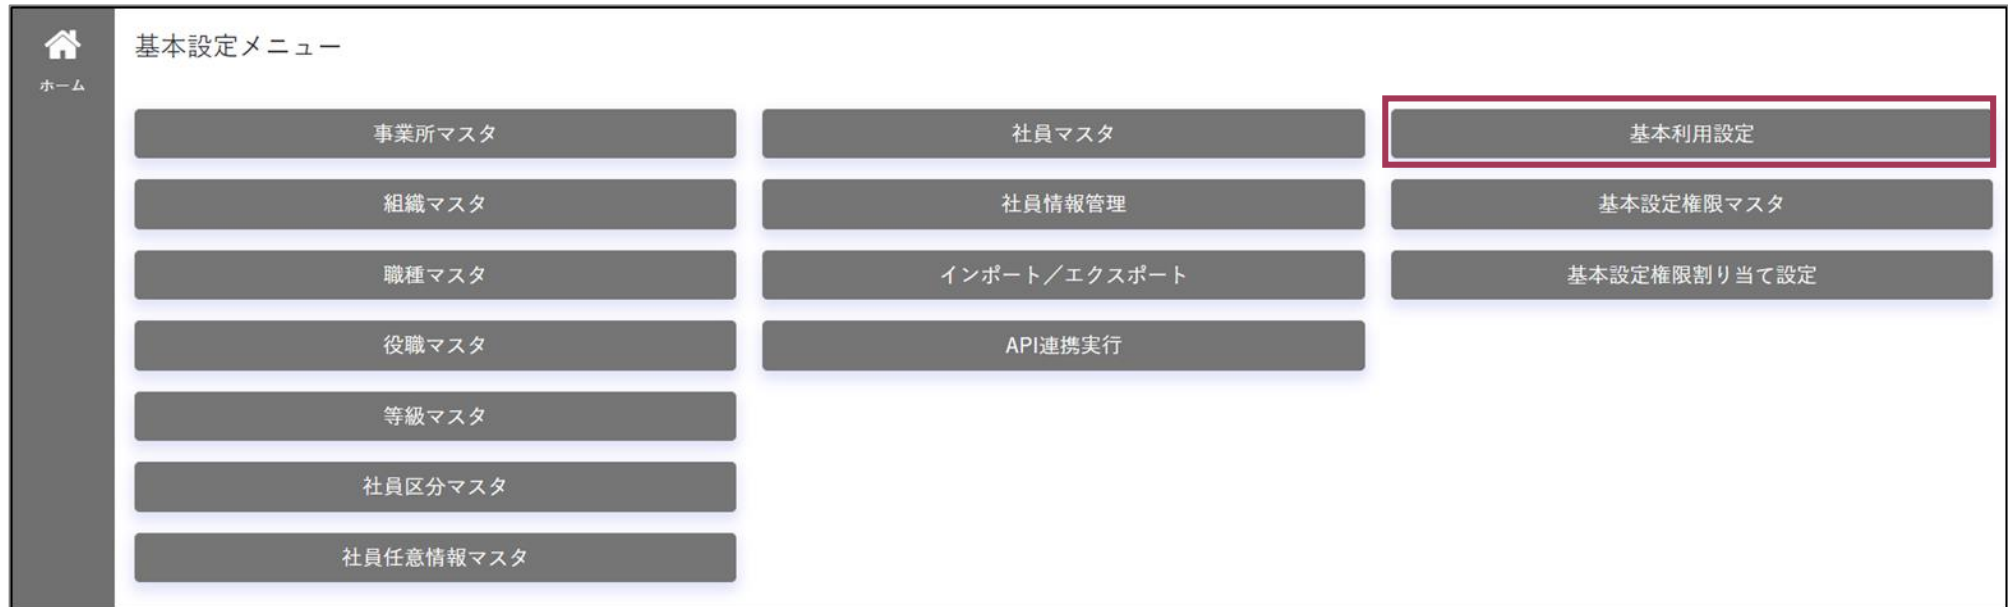 ホーム
基本設定メニュー
事業所マスタ
社員マスタ
基本利用設定
組織マスタ
社員情報管理
基本設定権限マスタ
職種マスタ
インポート／エクスポート
基本設定権限割り当て設定
役職マスタ
API連携実行
等級マスタ
社員区分マスタ
社員任意情報マスタ